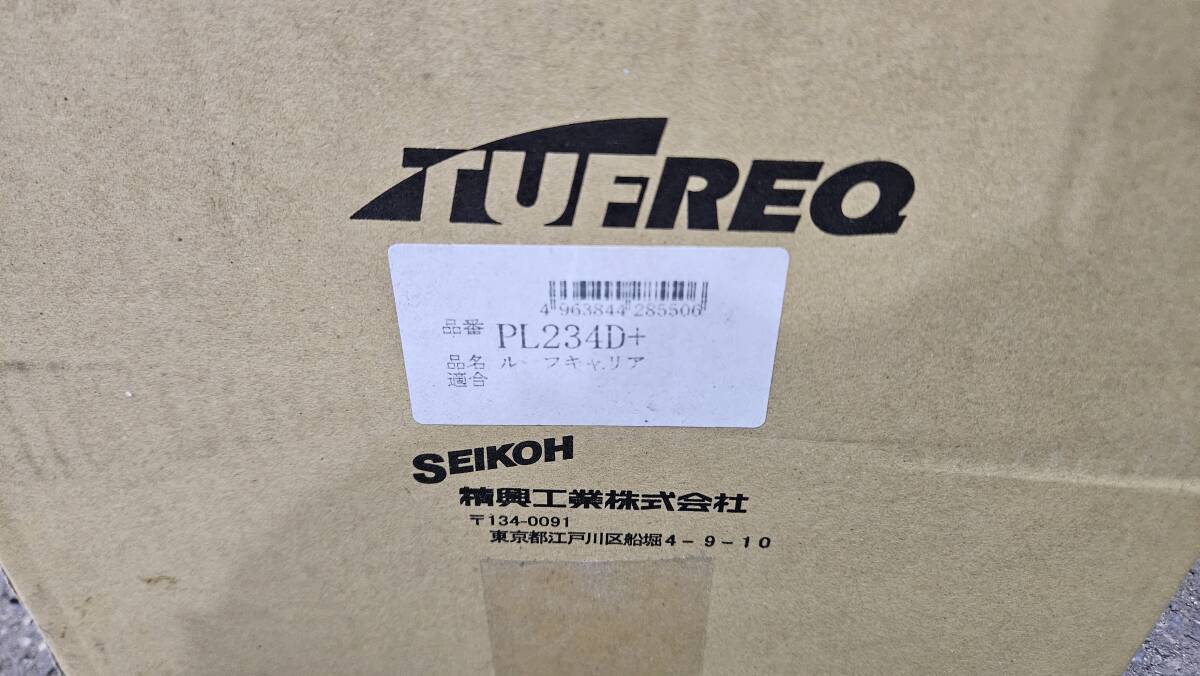 TUFREQ
4 963844 285506
品番 PL234D+
品名 ルーフキャリア
適合
SEIKOH
精興工業株式会社
〒134-0091
東京都江戸川区船堀4-9-10